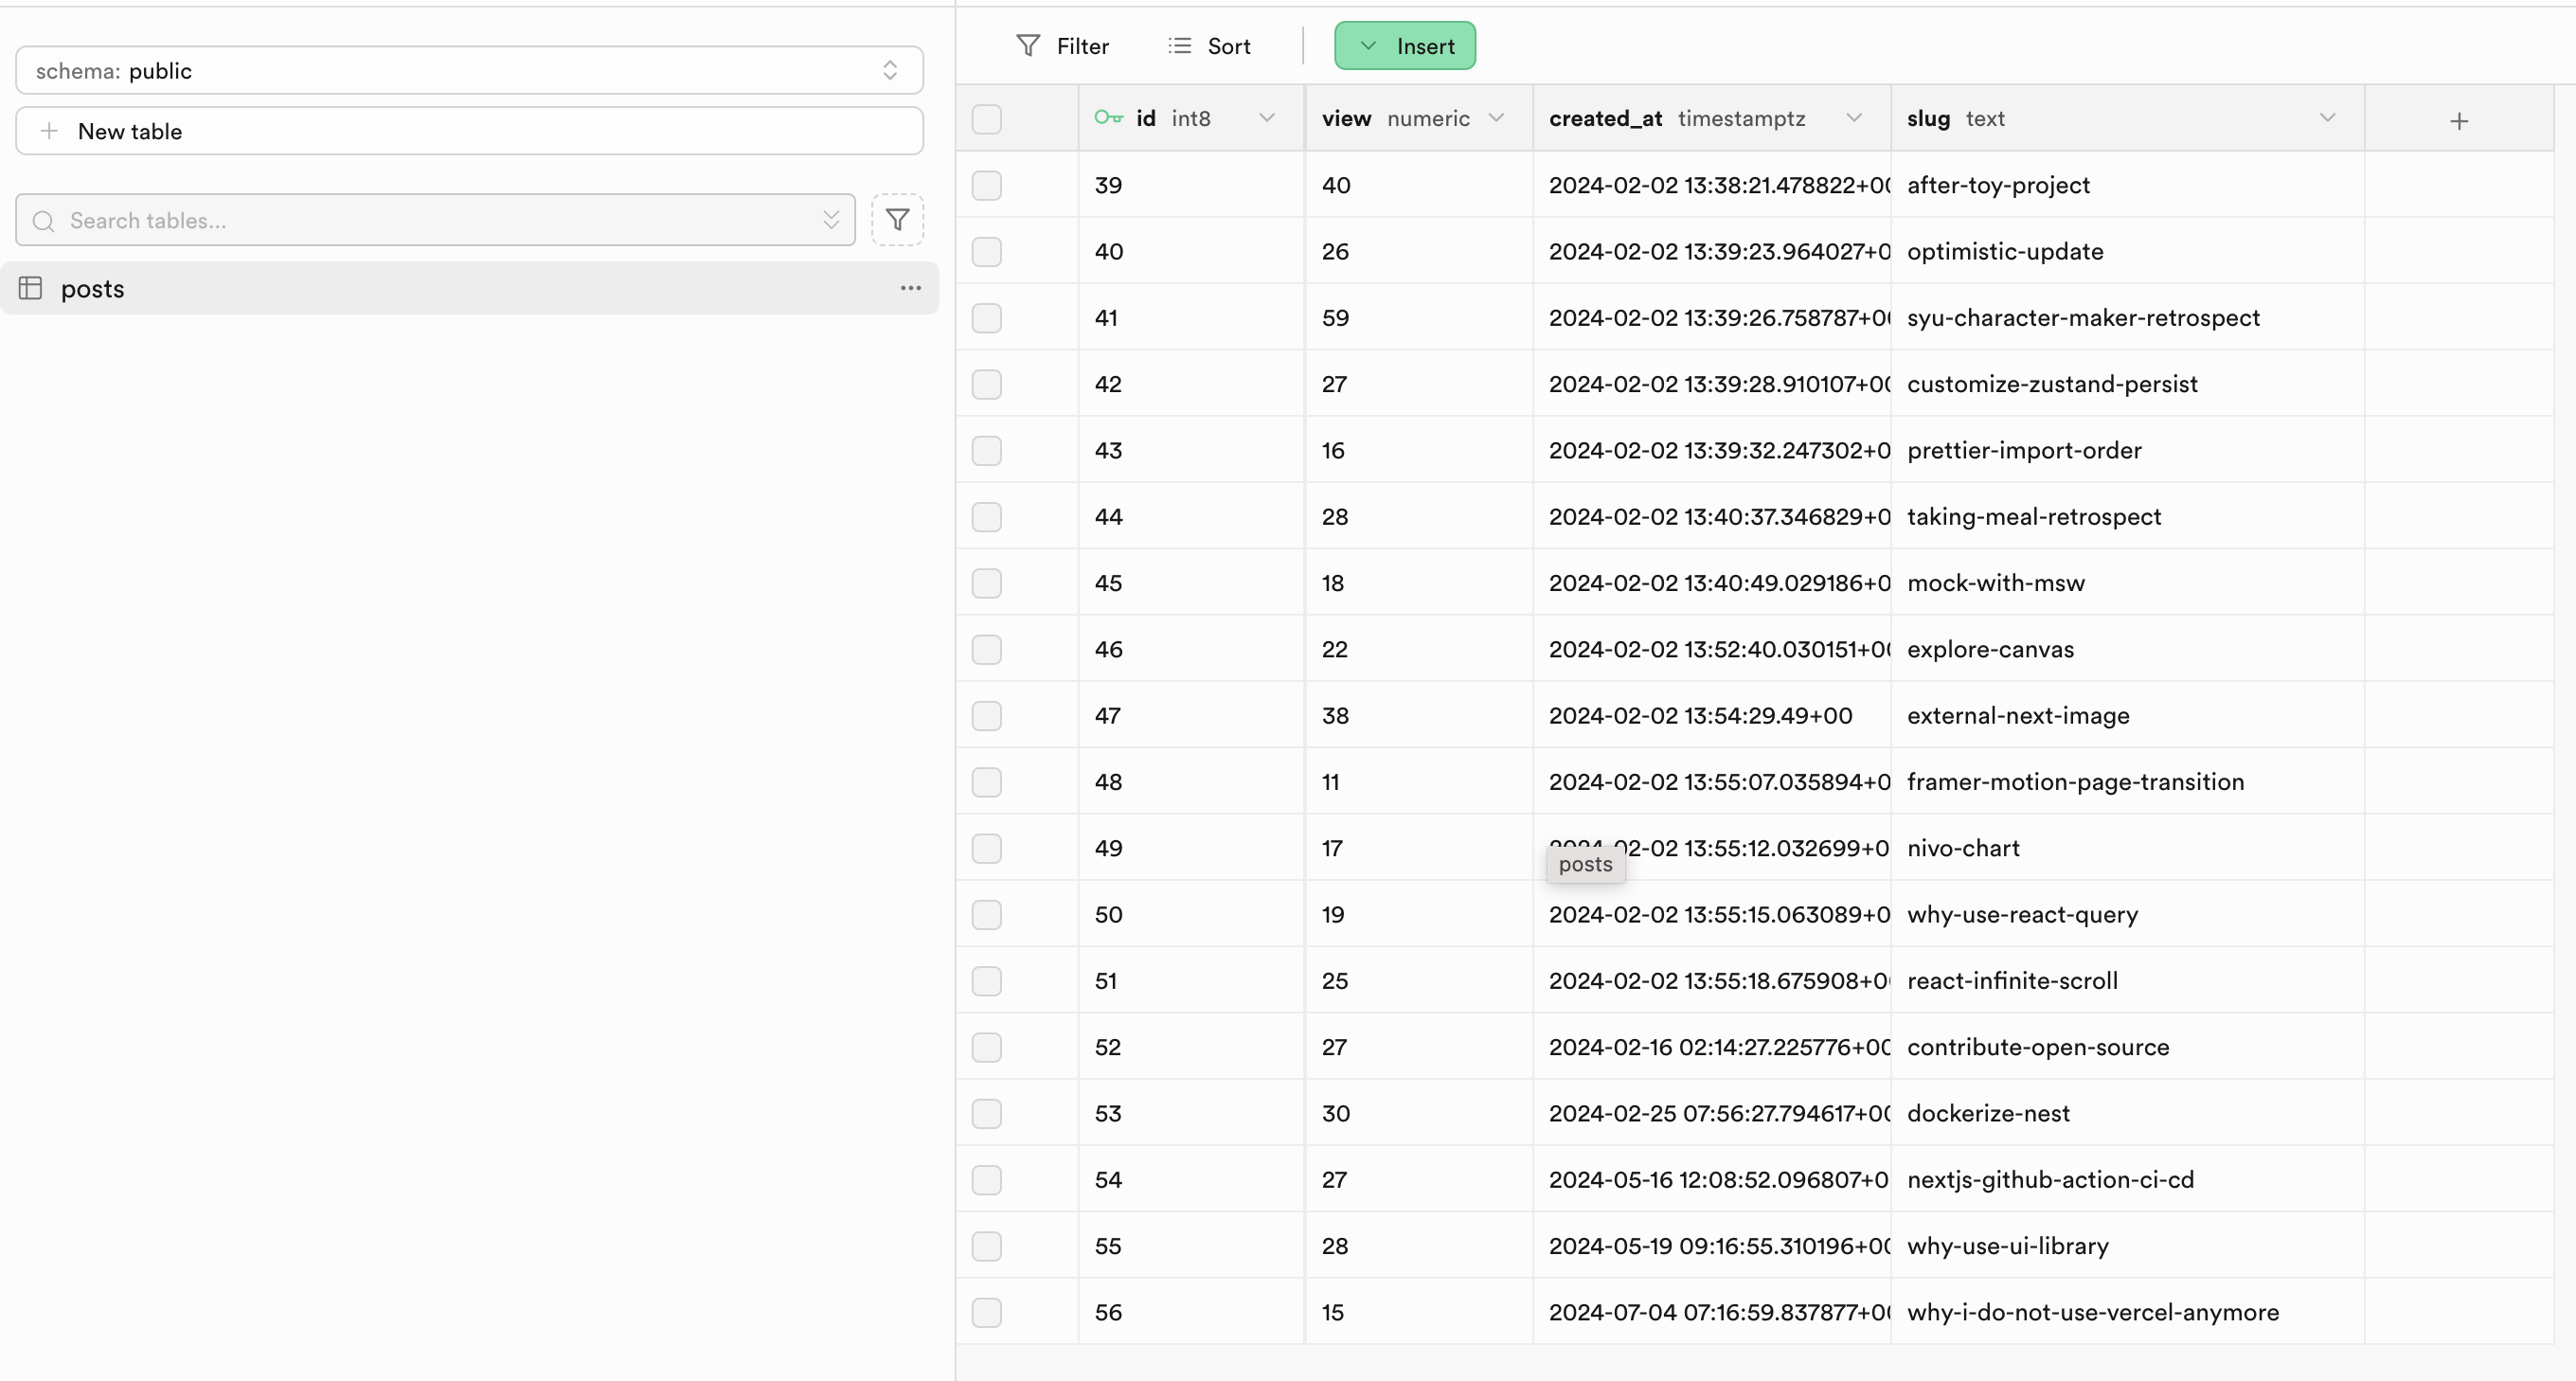 schema: public
New table
Search tables...
posts
Filter Sort Insert
id int8 view numeric created_at timestamptz slug text
39 40 2024-02-02 13:38:21.478822+00 after-toy-project
40 26 2024-02-02 13:39:23.964027+0 optimistic-update
41 59 2024-02-02 13:39:26.758787+00 syu-character-maker-retrospect
42 27 2024-02-02 13:39:28.910107+00 customize-zustand-persist
43 16 2024-02-02 13:39:32.247302+0 prettier-import-order
44 28 2024-02-02 13:40:37.346829+0 taking-meal-retrospect
45 18 2024-02-02 13:40:49.029186+0 mock-with-msw
46 22 2024-02-02 13:52:40.030151+00 explore-canvas
47 38 2024-02-02 13:54:29.49+00 external-next-image
48 11 2024-02-02 13:55:07.035894+0 framer-motion-page-transition
49 17 2024-02-02 13:55:12.032699+0 nivo-chart
posts
50 19 2024-02-02 13:55:15.063089+0 why-use-react-query
51 25 2024-02-02 13:55:18.675908+0 react-infinite-scroll
52 27 2024-02-16 02:14:27.225776+00 contribute-open-source
53 30 2024-02-25 07:56:27.794617+00 dockerize-nest
54 27 2024-05-16 12:08:52.096807+0 nextjs-github-action-ci-cd
55 28 2024-05-19 09:16:55.310196+00 why-use-ui-library
56 15 2024-07-04 07:16:59.837877+00 why-i-do-not-use-vercel-anymore